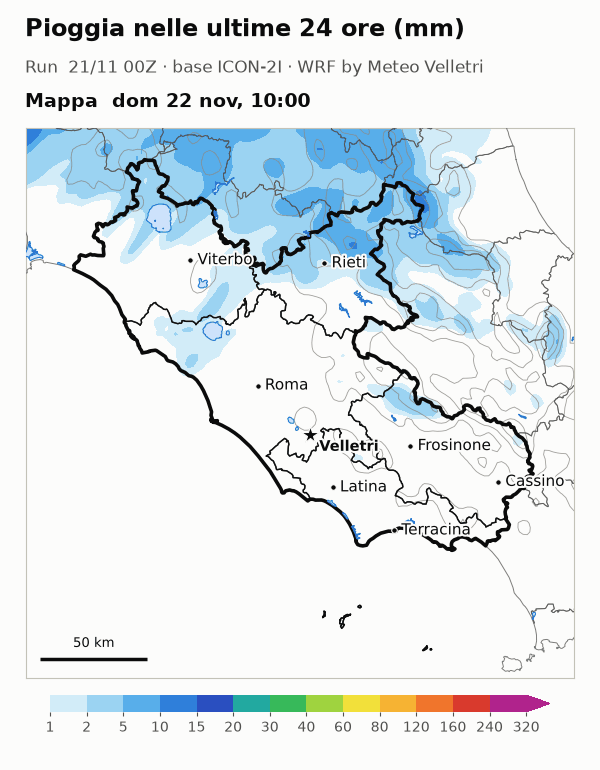 Pioggia nelle ultime 24 ore (mm)
Run 21/11 00Z · base ICON-2I · WRF by Meteo Velletri
Mappa dom 22 nov, 10:00
Viterbo
Rieti
Roma
Velletri
Frosinone
Cassino
Latina
Terracina
50 km
1 2 5 10 15 20 30 40 60 80 120 160 240 320